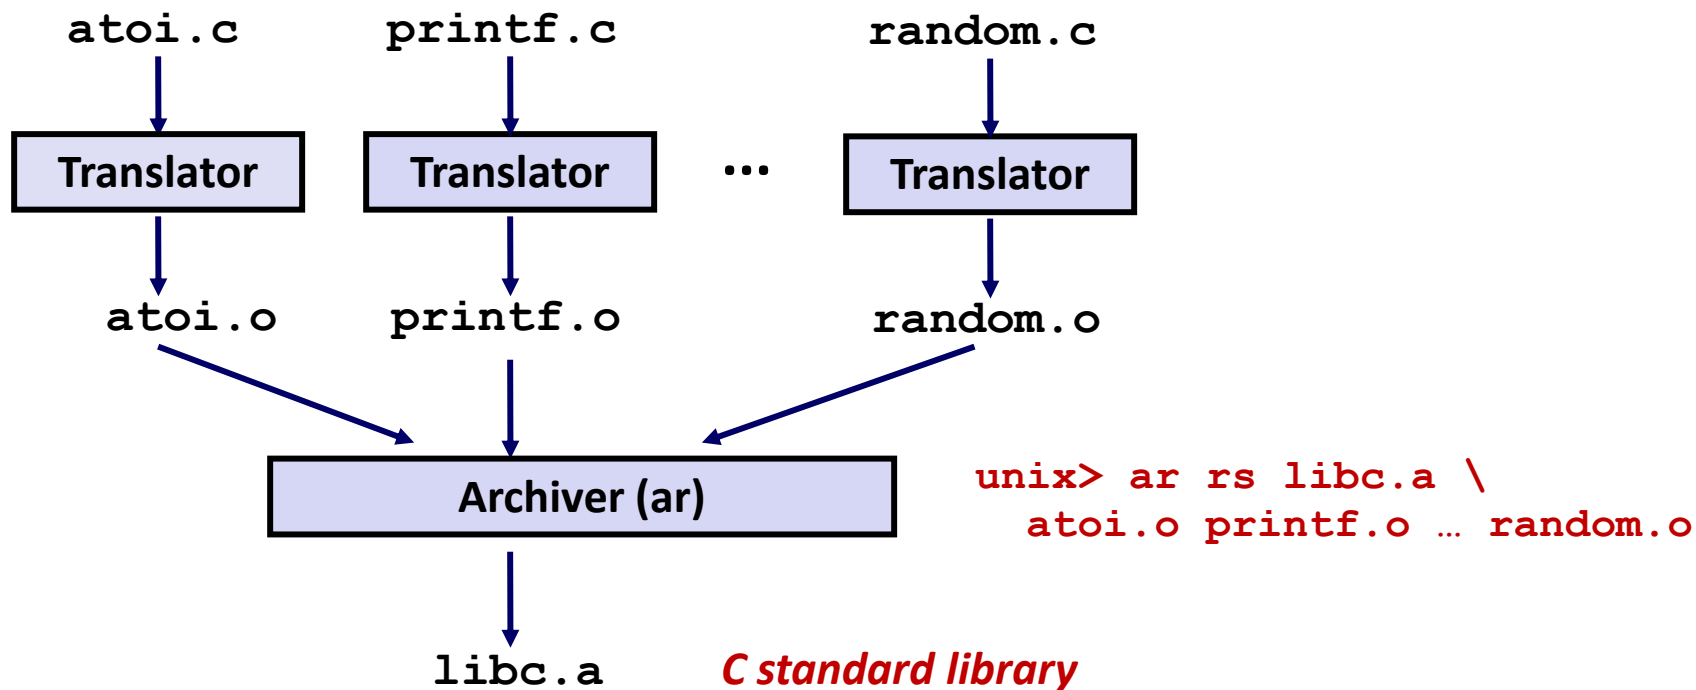 atoi.c printf.c random.c
Translator Translator ... Translator
atoi.o printf.o random.o
Archiver (ar)
unix> ar rs libc.a \
atoi.o printf.o … random.o
libc.a C standard library